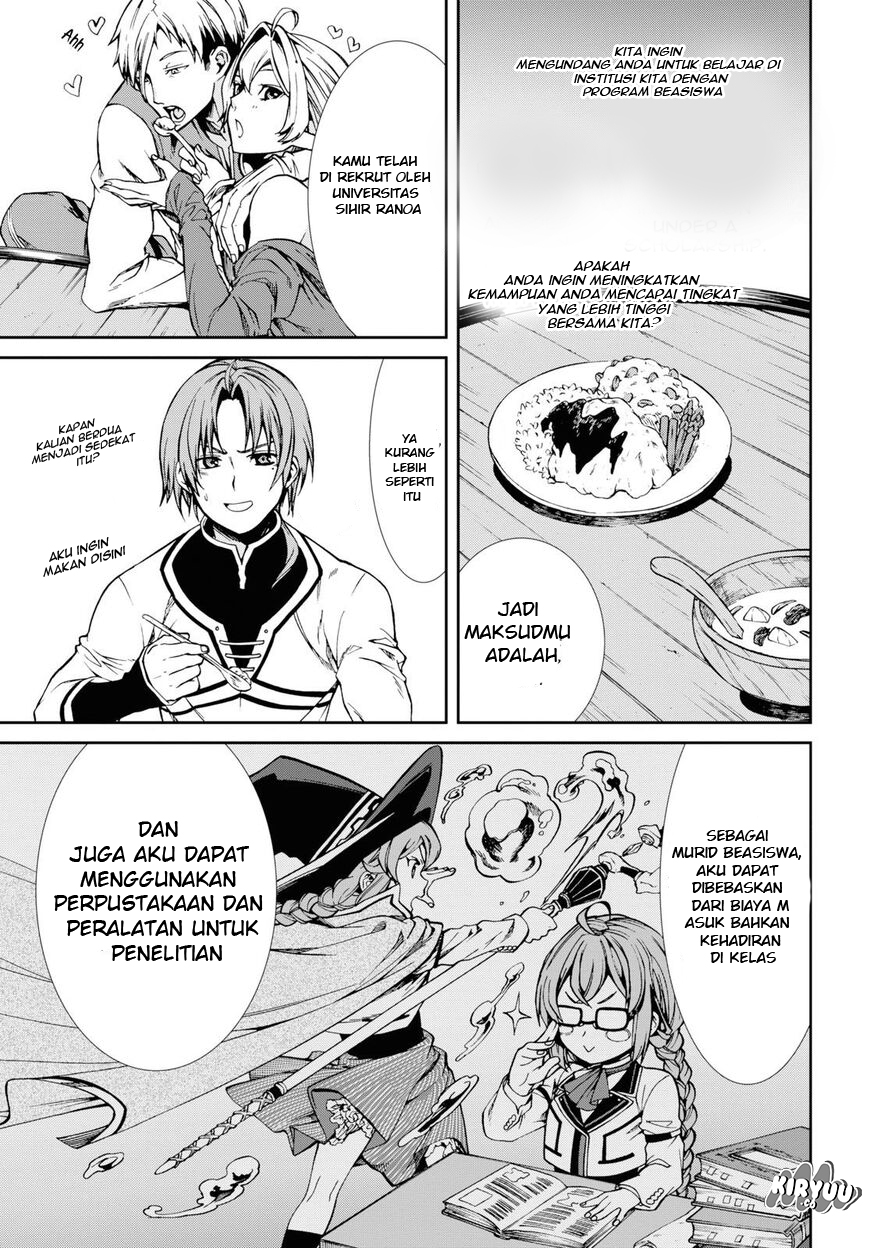 KITA INGIN
MENGUNDANG ANDA UNTUK BELAJAR DI
INSTITUSI KITA DENGAN
PROGRAM BEASISWA
APAKAH
ANDA INGIN MENINGKATKAN
KEMAMPUAN ANDA MENCAPAI TINGKAT
YANG LEBIH TINGGI
BERSAMA KITA?
JADI
MAKSUDMU
ADALAH,
KAMU TELAH
DI REKRUT OLEH
UNIVERSITAS
SIHIR RANOA
Ahh
YA
KURANG
LEBIH
SEPERTI
ITU
KAPAN
KALIAN BERDUA
MENJADI SEDEKAT
ITU?
AKU INGIN
MAKAN DISINI
SEBAGAI
MURID BEASISWA,
AKU DAPAT
DIBEBASKAN
DARI BIAYA M
ASUK BAHKAN
KEHADIRAN
DI KELAS
DAN
JUGA AKU DAPAT
MENGGUNAKAN
PERPUSTAKAAN DAN
PERALATAN UNTUK
PENELITIAN
KIRYUU
.CO